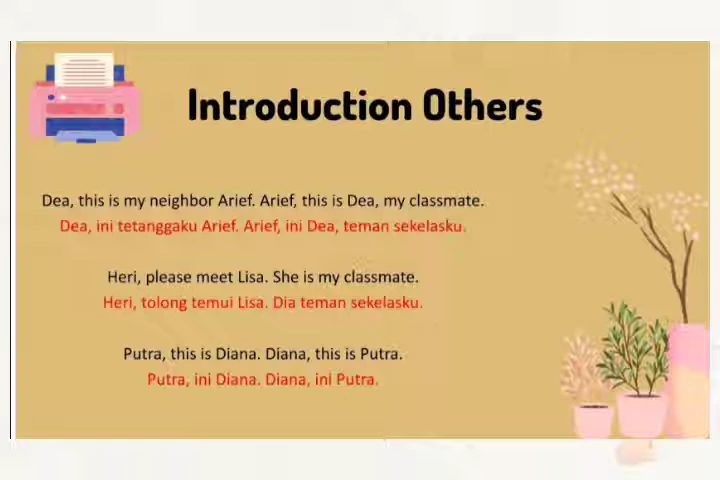 Introduction Others
Dea, this is my neighbor Arief. Arief, this is Dea, my classmate.
Dea, ini tetanggaku Arief. Arief, ini Dea, teman sekelasku.
Heri, please meet Lisa. She is my classmate.
Heri, tolong temui Lisa. Dia teman sekelasku.
Putra, this is Diana. Diana, this is Putra.
Putra, ini Diana. Diana, ini Putra.